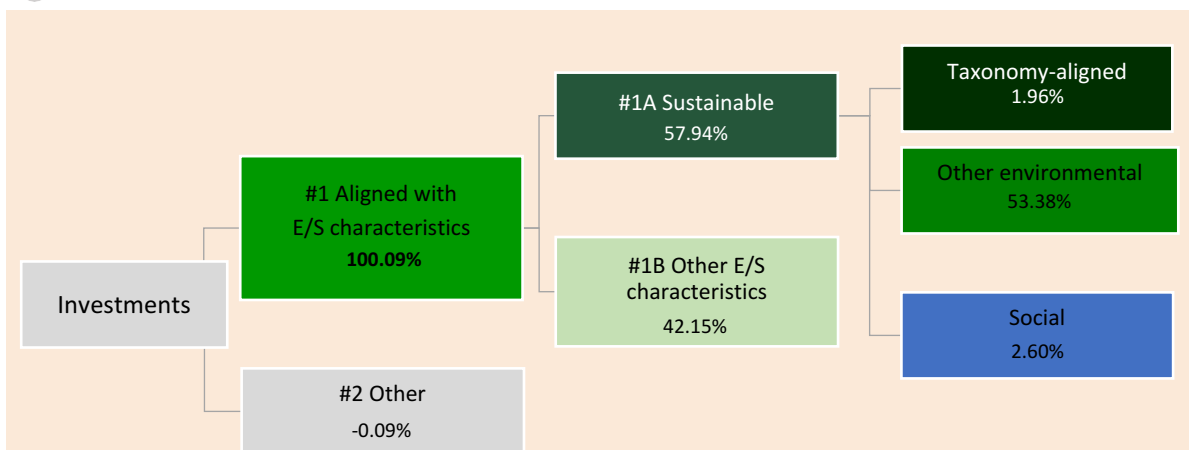 Investments
#1 Aligned with
E/S characteristics
100.09%
#2 Other
-0.09%
#1A Sustainable
57.94%
#1B Other E/S
characteristics
42.15%
Taxonomy-aligned
1.96%
Other environmental
53.38%
Social
2.60%